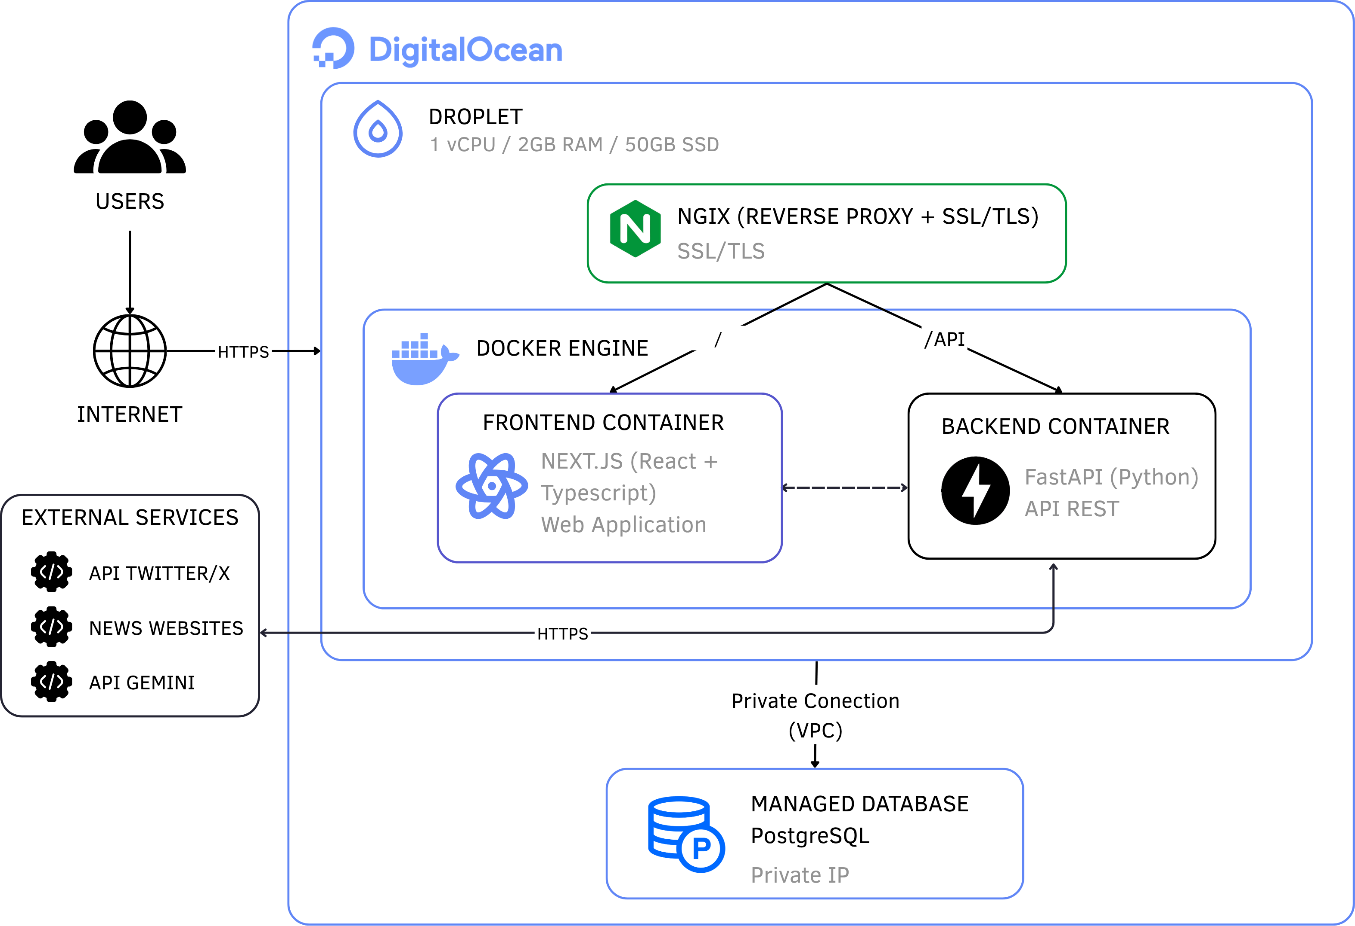 DigitalOcean
DROPLET
1 vCPU / 2GB RAM / 50GB SSD
USERS
NGIX (REVERSE PROXY + SSL/TLS)
SSL/TLS
/
/API
DOCKER ENGINE
HTTPS
INTERNET
FRONTEND CONTAINER
NEXT.JS (React +
Typescript)
Web Application
BACKEND CONTAINER
FastAPI (Python)
API REST
EXTERNAL SERVICES
API TWITTER/X
NEWS WEBSITES
API GEMINI
HTTPS
Private Conection
(VPC)
MANAGED DATABASE
PostgreSQL
Private IP
P
N